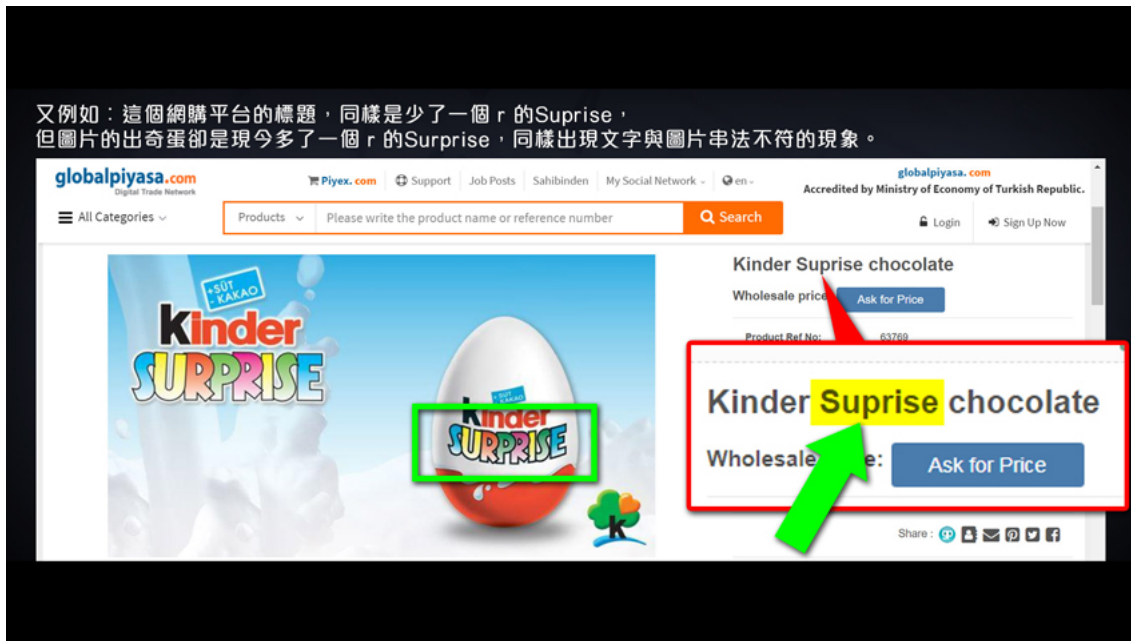 又例如：這個網購平台的標題，同樣是少了一個 r 的Suprise，
但圖片的出奇蛋卻是現今多了一個 r 的Surprise，同樣出現文字與圖片串法不符的現象。
globalpiyasa.com
Digital Trade Network
Piyex. com Support Job Posts Sahibinden My Social Network en
globalpiyasa. com
Accredited by Ministry of Economy of Turkish Republic.
All Categories Products Please write the product name or reference number Search Login Sign Up Now
+SÜT
- KAKAO
Kinder
SURPRISE
Kinder Suprise chocolate
Wholesale price Ask for Price
Product Ref No: 63769
+SÜT
- KAKAO
Kinder
SURPRISE
k
Kinder Suprise chocolate
Wholesale e: Ask for Price
Share :